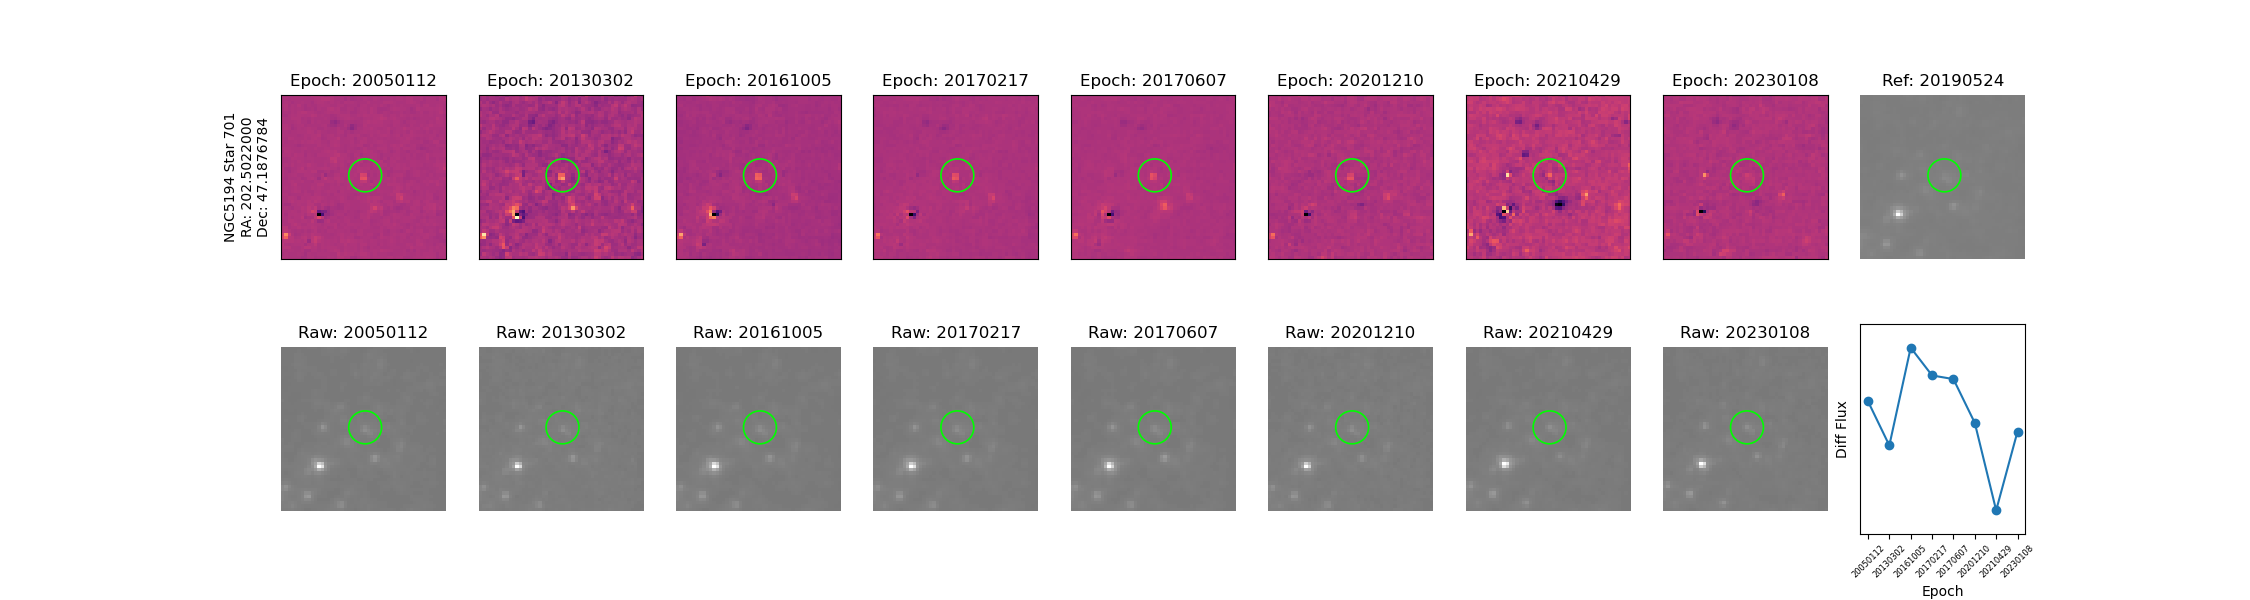 Epoch: 20050112
Epoch: 20130302
Epoch: 20161005
Epoch: 20170217
Epoch: 20170607
Epoch: 20201210
Epoch: 20210429
Epoch: 20230108
Ref: 20190524
NGC5194 Star 701
RA: 202.5022000
Dec: 47.1876784
Raw: 20050112
Raw: 20130302
Raw: 20161005
Raw: 20170217
Raw: 20170607
Raw: 20201210
Raw: 20210429
Raw: 20230108
Diff Flux
20050112
20130302
20161005
20170217
20170607
20201210
20210429
20230108
Epoch